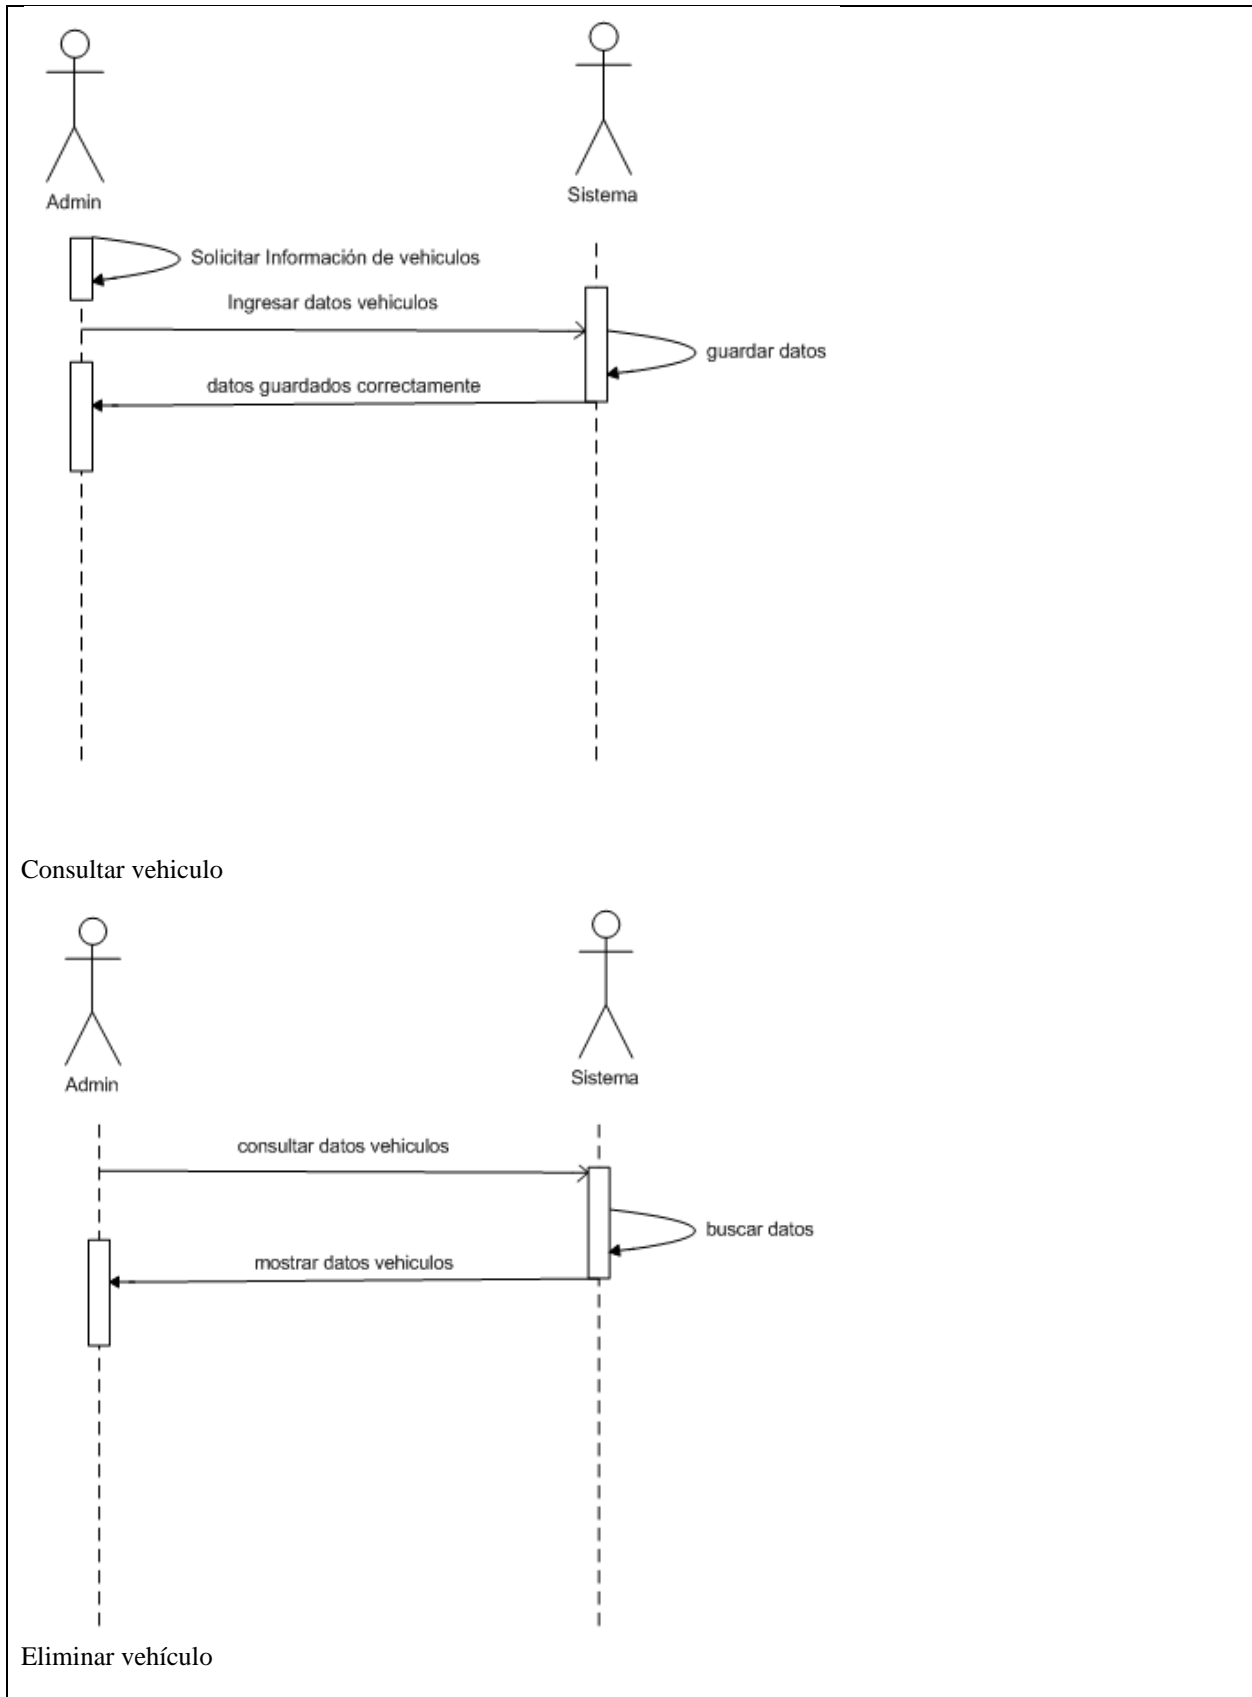 Admin
Sistema
Solicitar Información de vehiculos
Ingresar datos vehiculos
guardar datos
datos guardados correctamente
Consultar vehiculo
Admin
Sistema
consultar datos vehiculos
buscar datos
mostrar datos vehiculos
Eliminar vehículo